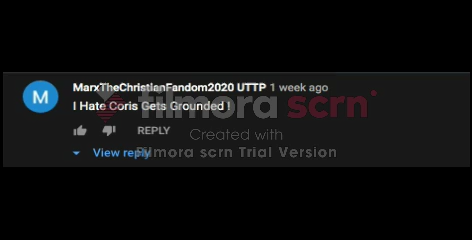 MarxTheChristianFandom2020 UTTP 1 week ago
I Hate Coris Gets Grounded !
filmora scrn
REPLY
Created with
View reply
Filmora scrn Trial Version